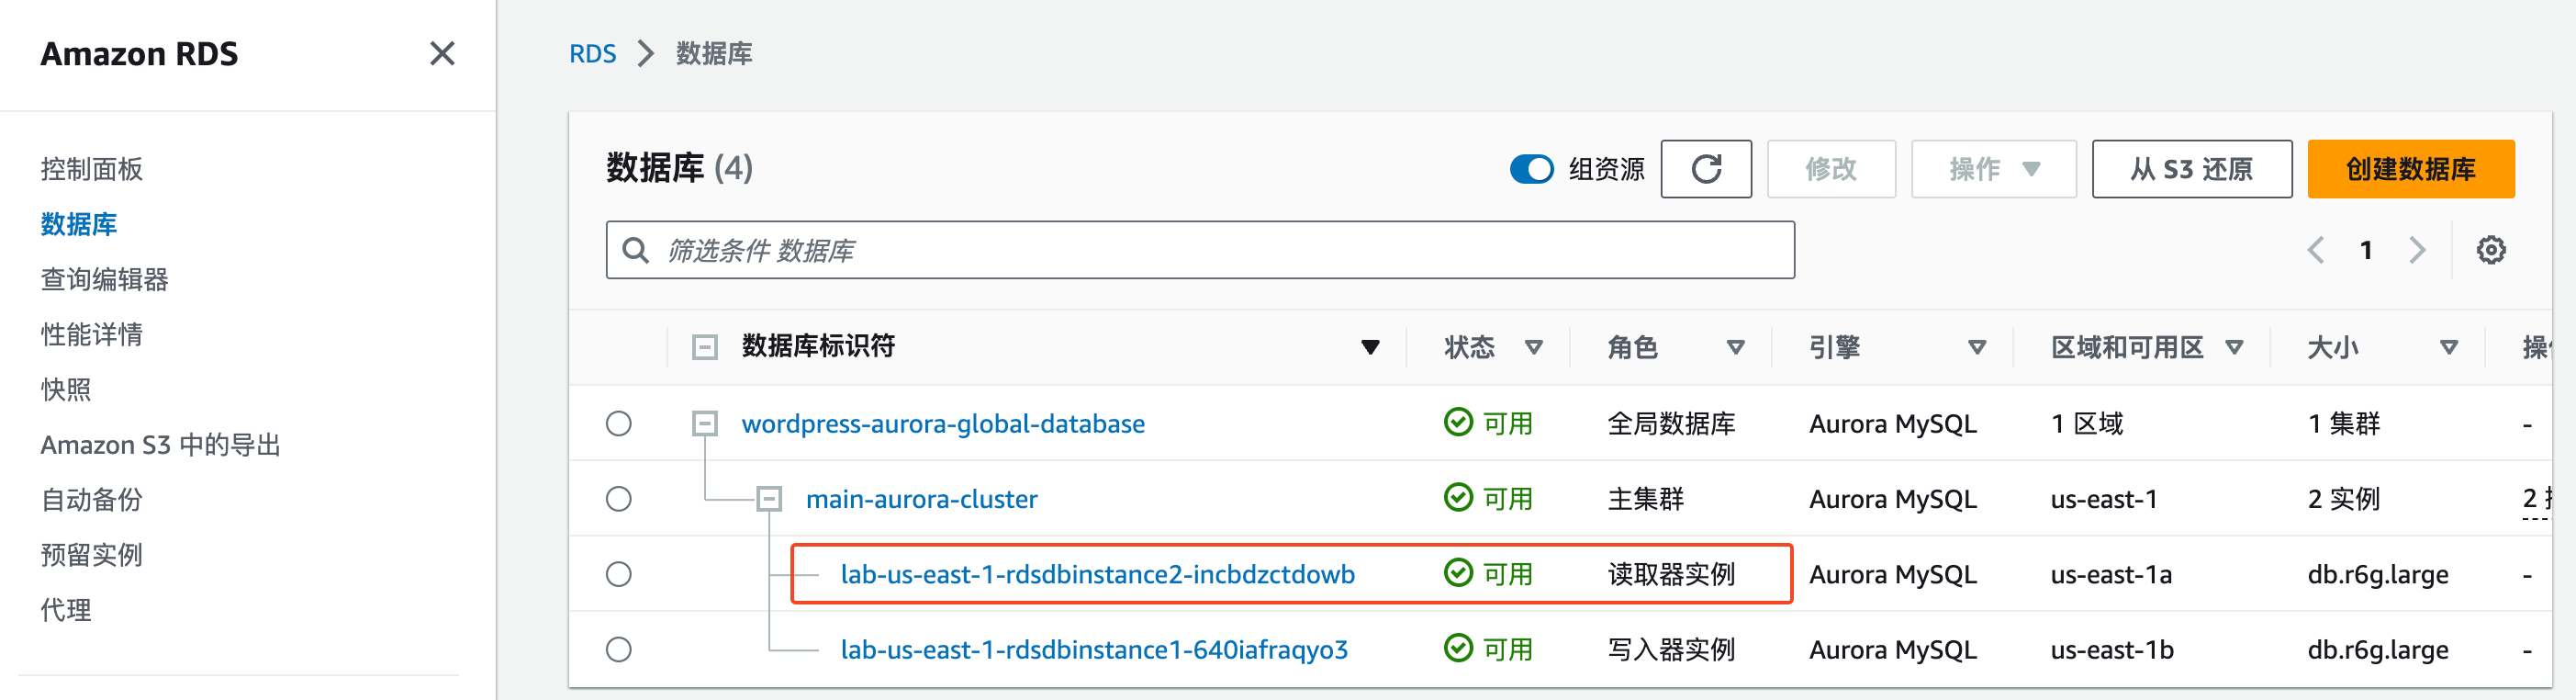 Amazon RDS
控制面板
数据库
查询编辑器
性能详情
快照
Amazon S3 中的导出
自动备份
预留实例
代理
RDS 数据库
数据库 (4) 组资源 修改 操作 从 S3 还原 创建数据库
筛选条件 数据库 1
数据库标识符 状态 角色 引擎 区域和可用区 大小
wordpress-aurora-global-database 可用 全局数据库 Aurora MySQL 1 区域 1 集群 -
main-aurora-cluster 可用 主集群 Aurora MySQL us-east-1 2 实例 2
lab-us-east-1-rdsdbinstance2-incbdzctdowb 可用 读取器实例 Aurora MySQL us-east-1a db.r6g.large -
lab-us-east-1-rdsdbinstance1-640iafraqyo3 可用 写入器实例 Aurora MySQL us-east-1b db.r6g.large -